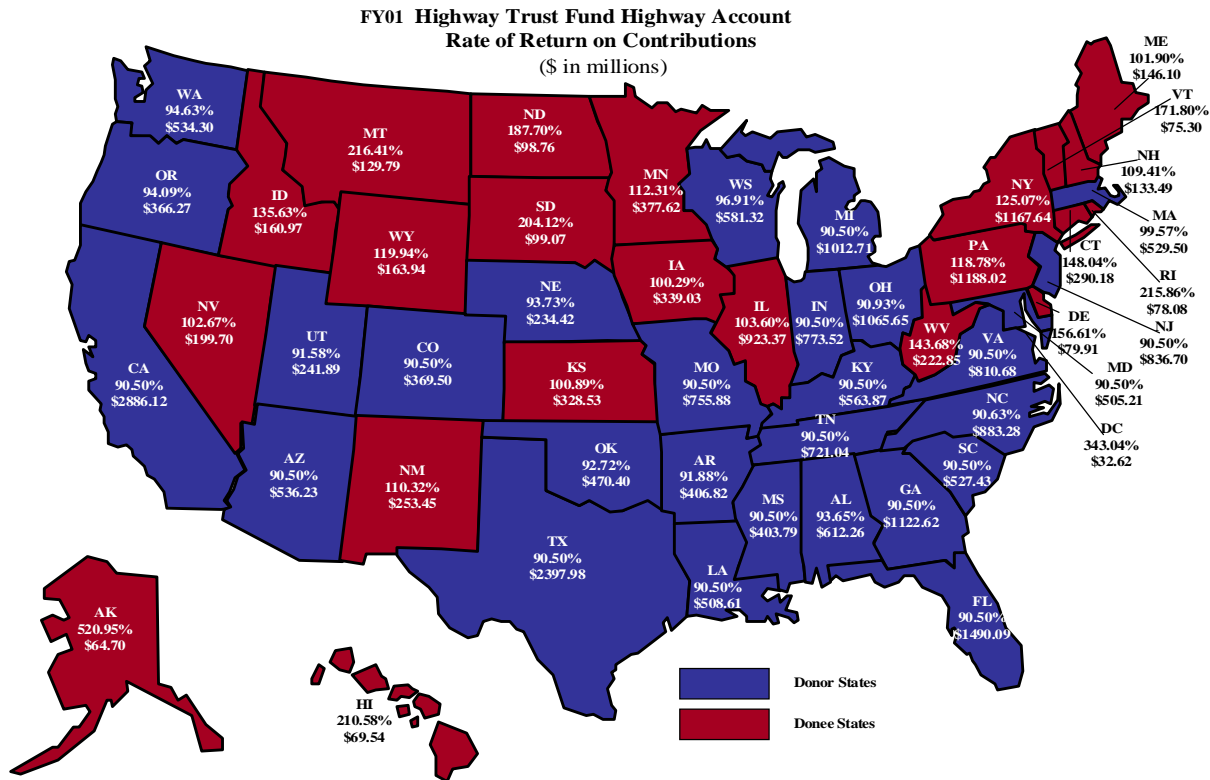 FY01 Highway Trust Fund Highway Account
Rate of Return on Contributions
($ in millions)
WA
94.63%
$534.30
OR
94.09%
$366.27
CA
90.50%
$2886.12
NV
102.67%
$199.70
ID
135.63%
$160.97
MT
216.41%
$129.79
WY
119.94%
$163.94
UT
91.58%
$241.89
CO
90.50%
$369.50
AZ
90.50%
$536.23
NM
110.32%
$253.45
ND
187.70%
$98.76
SD
204.12%
$99.07
NE
93.73%
$234.42
KS
100.89%
$328.53
OK
92.72%
$470.40
TX
90.50%
$2397.98
MN
112.31%
$377.62
IA
100.29%
$339.03
MO
90.50%
$755.88
AR
91.88%
$406.82
LA
90.50%
$508.61
WS
96.91%
$581.32
IL
103.60%
$923.37
MI
90.50%
$1012.71
IN
90.50%
$773.52
OH
90.93%
$1065.65
KY
90.50%
$563.87
TN
90.50%
$721.04
MS
90.50%
$403.79
AL
93.65%
$612.26
GA
90.50%
$1122.62
FL
90.50%
$1490.09
SC
90.50%
$527.43
NC
90.63%
$883.28
VA
90.50%
$810.68
WV
143.68%
$222.85
PA
118.78%
$1188.02
NY
125.07%
$1167.64
ME
101.90%
$146.10
VT
171.80%
$75.30
NH
109.41%
$133.49
MA
99.57%
$529.50
CT
148.04%
$290.18
RI
215.86%
$78.08
DE
156.61%
$79.91
NJ
90.50%
$836.70
MD
90.50%
$505.21
DC
343.04%
$32.62
AK
520.95%
$64.70
HI
210.58%
$69.54
Donor States
Donee States